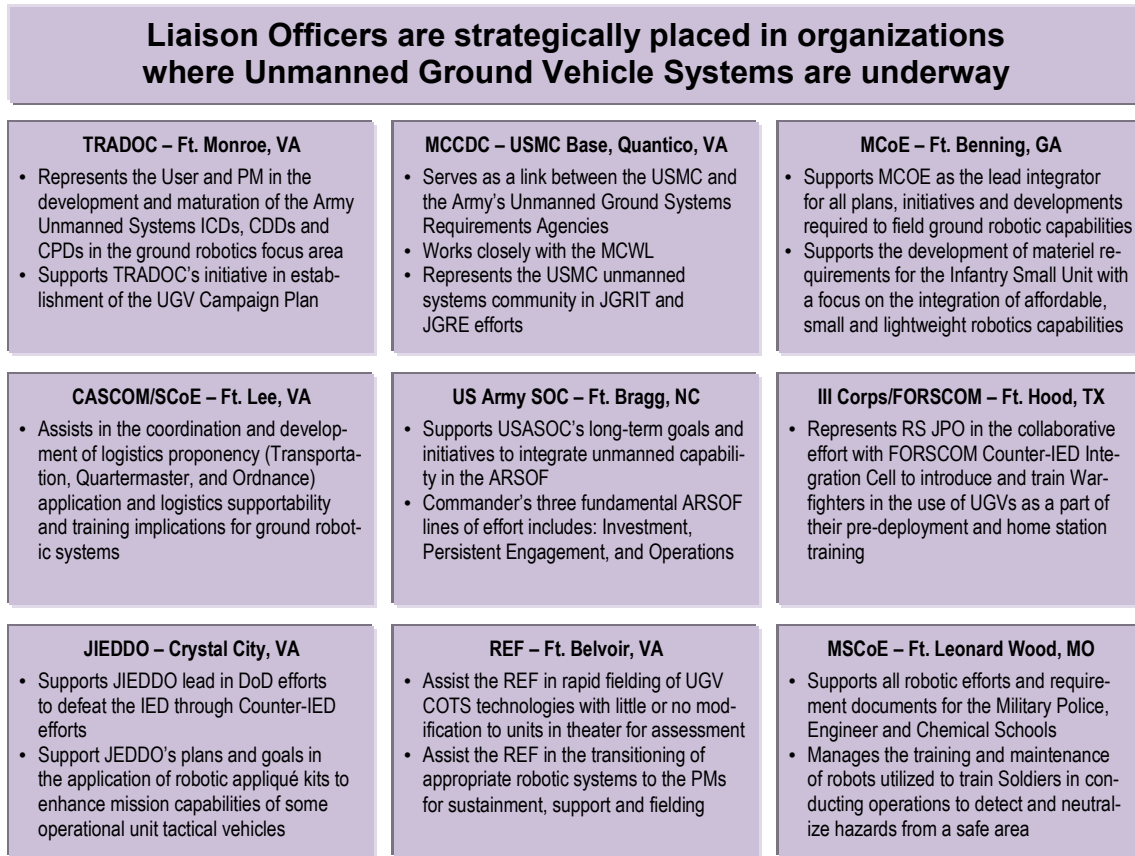 Liaison Officers are strategically placed in organizations
where Unmanned Ground Vehicle Systems are underway
TRADOC – Ft. Monroe, VA
• Represents the User and PM in the
development and maturation of the Army
Unmanned Systems ICDs, CDDs and
CPDs in the ground robotics focus area
• Supports TRADOC's initiative in estab-
lishment of the UGV Campaign Plan
MCCDC – USMC Base, Quantico, VA
• Serves as a link between the USMC and
the Army's Unmanned Ground Systems
Requirements Agencies
• Works closely with the MCWL
• Represents the USMC unmanned
systems community in JGRIT and
JGRE efforts
MCoE – Ft. Benning, GA
• Supports MCOE as the lead integrator
for all plans, initiatives and developments
required to field ground robotic capabilities
• Supports the development of materiel re-
quirements for the Infantry Small Unit with
a focus on the integration of affordable,
small and lightweight robotics capabilities
CASCOM/SCoE – Ft. Lee, VA
• Assists in the coordination and develop-
ment of logistics proponency (Transporta-
tion, Quartermaster, and Ordnance)
application and logistics supportability
and training implications for ground robot-
ic systems
US Army SOC – Ft. Bragg, NC
• Supports USASOC's long-term goals and
initiatives to integrate unmanned capabili-
ty in the ARSOF
• Commander's three fundamental ARSOF
lines of effort includes: Investment,
Persistent Engagement, and Operations
III Corps/FORSCOM – Ft. Hood, TX
• Represents RS JPO in the collaborative
effort with FORSCOM Counter-IED Inte-
gration Cell to introduce and train War-
fighters in the use of UGVs as a part of
their pre-deployment and home station
training
JIEDDO – Crystal City, VA
• Supports JIEDDO lead in DoD efforts
to defeat the IED through Counter-IED
efforts
• Support JEDDO's plans and goals in
the application of robotic appliqué kits to
enhance mission capabilities of some
operational unit tactical vehicles
REF – Ft. Belvoir, VA
• Assist the REF in rapid fielding of UGV
COTS technologies with little or no mod-
ification to units in theater for assessment
• Assist the REF in the transitioning of
appropriate robotic systems to the PMs
for sustainment, support and fielding
MSCoE – Ft. Leonard Wood, MO
• Supports all robotic efforts and require-
ment documents for the Military Police,
Engineer and Chemical Schools
• Manages the training and maintenance
of robots utilized to train Soldiers in con-
ducting operations to detect and neutral-
ize hazards from a safe area